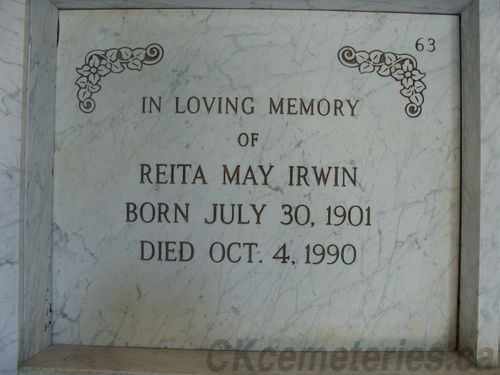 63
IN LOVING MEMORY
OF
REITA MAY IRWIN
BORN JULY 30, 1901
DIED OCT. 4, 1990
CKcemeteries.ca